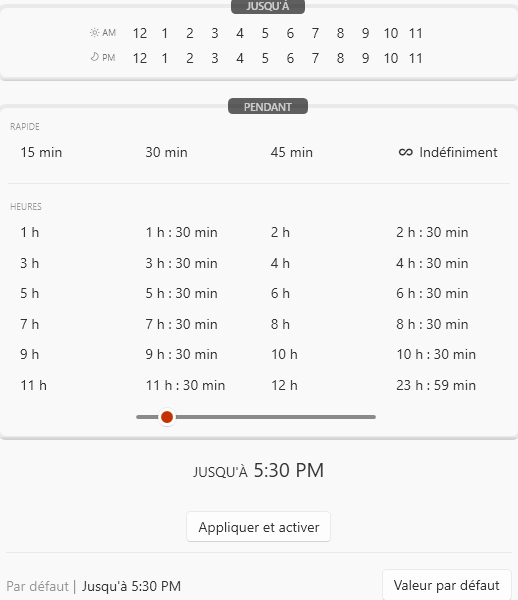 JUSQU'À
AM 12 1 2 3 4 5 6 7 8 9 10 11
PM 12 1 2 3 4 5 6 7 8 9 10 11
PENDANT
RAPIDE
15 min 30 min 45 min ∞ Indéfiniment
HEURES
1 h 1 h : 30 min 2 h 2 h : 30 min
3 h 3 h : 30 min 4 h 4 h : 30 min
5 h 5 h : 30 min 6 h 6 h : 30 min
7 h 7 h : 30 min 8 h 8 h : 30 min
9 h 9 h : 30 min 10 h 10 h : 30 min
11 h 11 h : 30 min 12 h 23 h : 59 min
JUSQU'À 5:30 PM
Appliquer et activer
Par défaut | Jusqu'à 5:30 PM Valeur par défaut